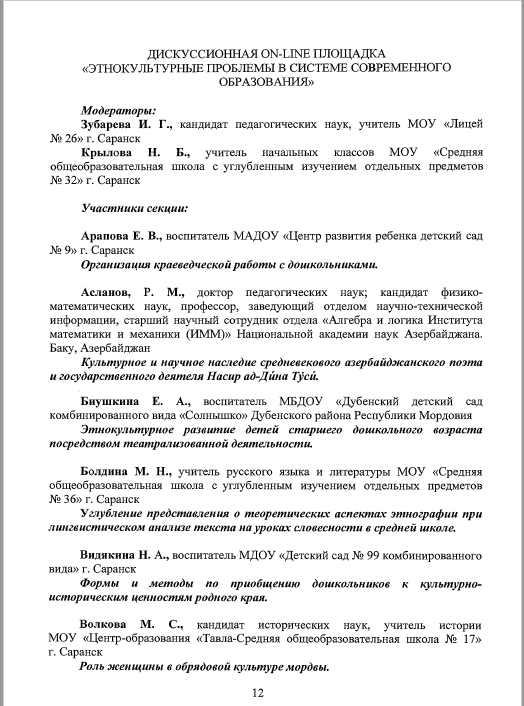 ДИСКУССИОННАЯ ON-LINE ПЛОЩАДКА
«ЭТНОКУЛЬТУРНЫЕ ПРОБЛЕМЫ В СИСТЕМЕ СОВРЕМЕННОГО
ОБРАЗОВАНИЯ»
Модераторы:
Зубарева И. Г., кандидат педагогических наук, учитель МОУ «Лицей
№ 26» г. Саранск
Крылова Н. Б., учитель начальных классов МОУ «Средняя
общеобразовательная школа с углубленным изучением отдельных предметов
№ 32» г. Саранск
Участники секции:
Арапова Е. В., воспитатель МАДОУ «Центр развития ребенка детский сад
№ 9» г. Саранск
Организация краеведческой работы с дошкольниками.
Асланов, Р. М., доктор педагогических наук; кандидат физико-
математических наук, профессор, заведующий отделом научно-технической
информации, старший научный сотрудник отдела «Алгебра и логика Института
математики и механики (ИММ)» Национальной академии наук Азербайджана.
Баку, Азербайджан
Культурное и научное наследие средневекового азербайджанского поэта
и государственного деятеля Насир ад-Ди́на Ту́си́.
Биушкина Е. А., воспитатель МБДОУ «Дубенский детский сад
комбинированного вида «Солнышко» Дубенского района Республики Мордовия
Этнокультурное развитие детей старшего дошкольного возраста
посредством театрализованной деятельности.
Болдина М. Н., учитель русского языка и литературы МОУ «Средняя
общеобразовательная школа с углубленным изучением отдельных предметов
№ 36» г. Саранск
Углубление представления о теоретических аспектах этнографии при
лингвистическом анализе текста на уроках словесности в средней школе.
Видякина Н. А., воспитатель МДОУ «Детский сад № 99 комбинированного
вида» г. Саранск
Формы и методы по приобщению дошкольников к культурно-
историческим ценностям родного края.
Волкова М. С., кандидат исторических наук, учитель истории
МОУ «Центр-образования «Тавла-Средняя общеобразовательная школа № 17»
г. Саранск
Роль женщины в обрядовой культуре мордвы.
12